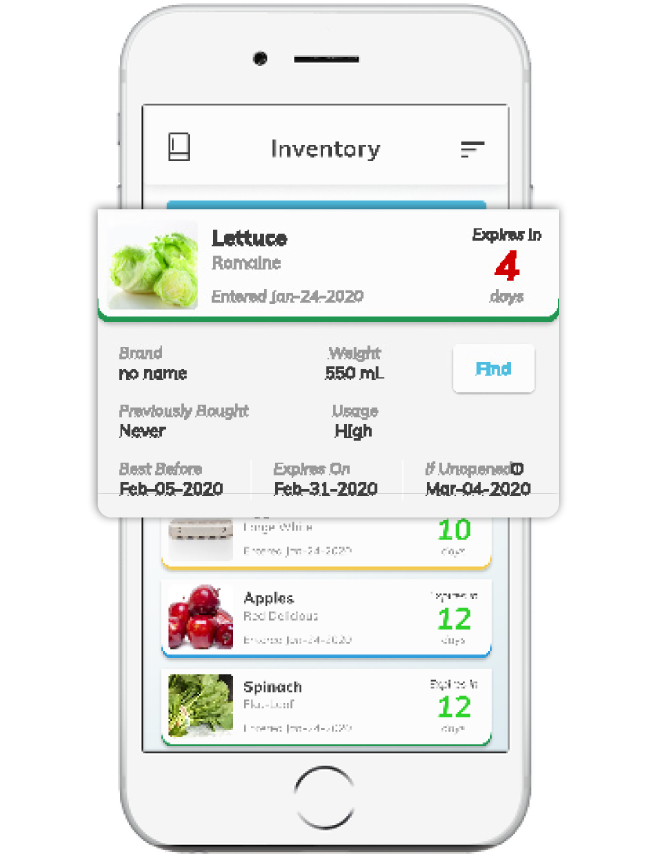 Inventory
Lettuce
Expires in
Romaine
4
Entered Jan-24-2020
days
Brand
Weight
no name
550 mL
Find
Previously Bought
Usage
Never
High
Best Before
Expires On
If Unopened
Feb-05-2020
Feb-31-2020
Mar-04-2020
Large White
10
Entered Jan-24-2020
days
Apples
Expires in
Red Delicious
12
Entered Jan-24-2020
days
Spinach
Expires in
Flat-Leaf
12
Entered Jan-24-2020
days